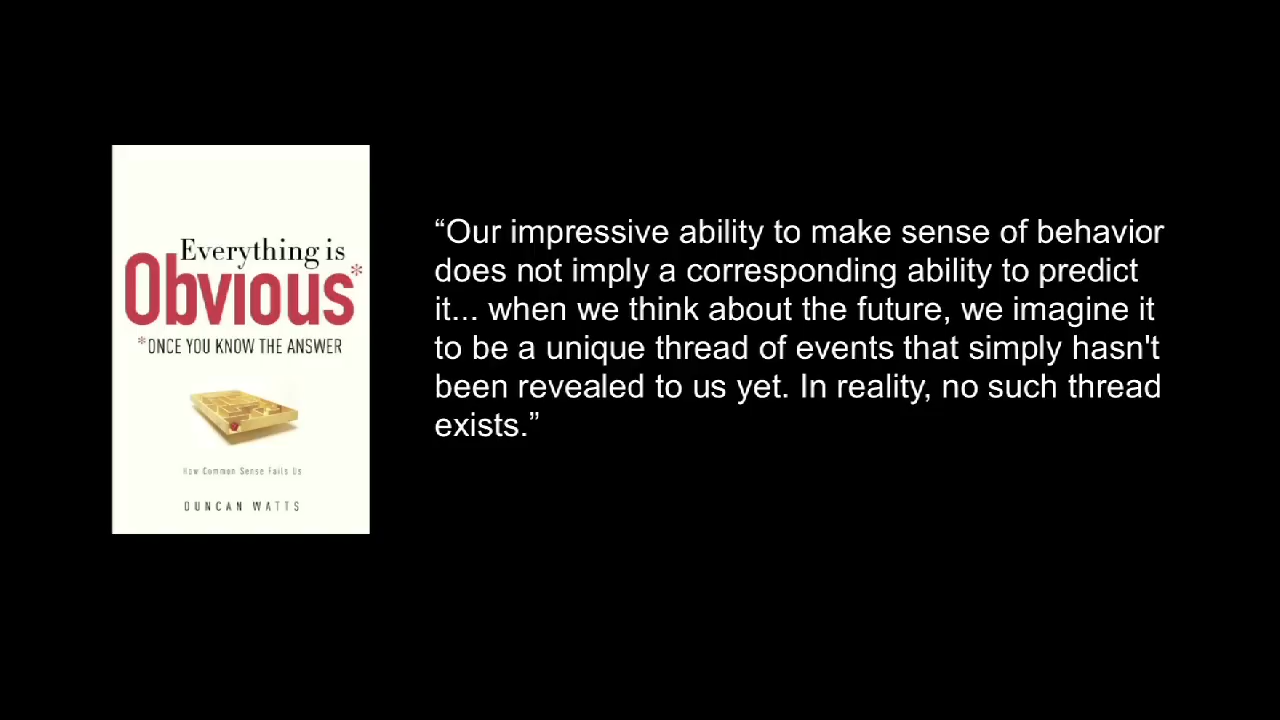 Everything is
Obvious*
*ONCE YOU KNOW THE ANSWER
How Common Sense Fails Us
DUNCAN WATTS
“Our impressive ability to make sense of behavior
does not imply a corresponding ability to predict
it... when we think about the future, we imagine it
to be a unique thread of events that simply hasn't
been revealed to us yet. In reality, no such thread
exists.”